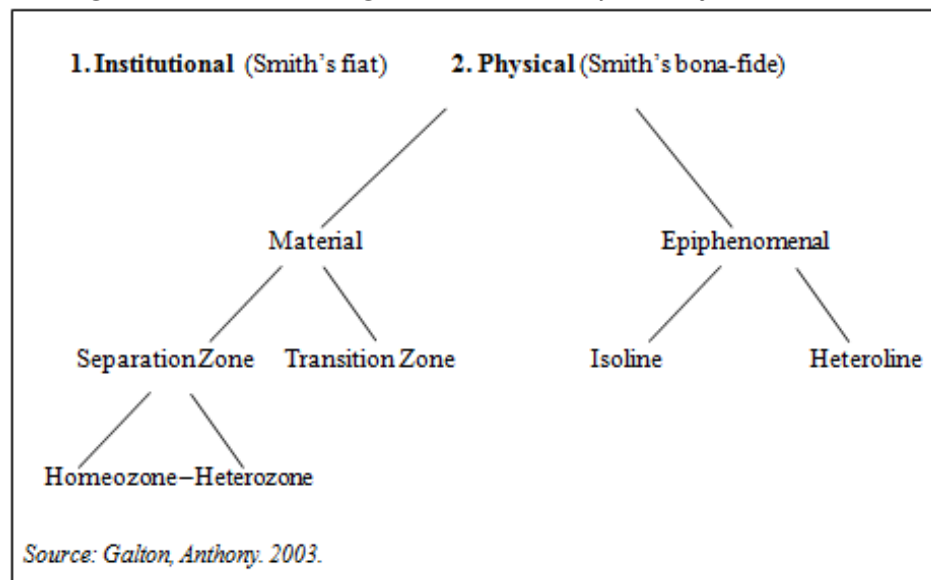 1. Institutional (Smith's fiat) 2. Physical (Smith's bona-fide)
Material Epiphenomenal
Separation Zone Transition Zone Isoline Heteroline
Homeozone–Heterozone
Source: Galton, Anthony. 2003.